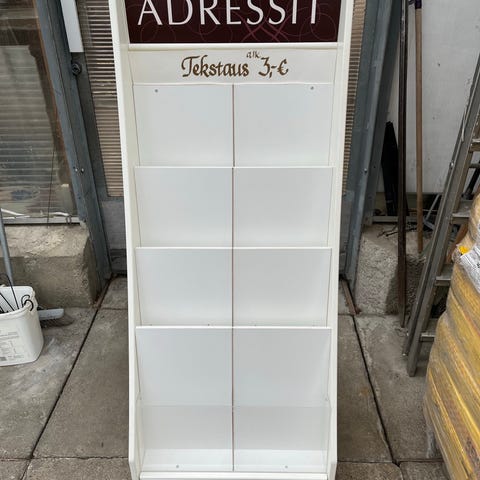 ADRESSIT
Tekstaus alk. 3,-€